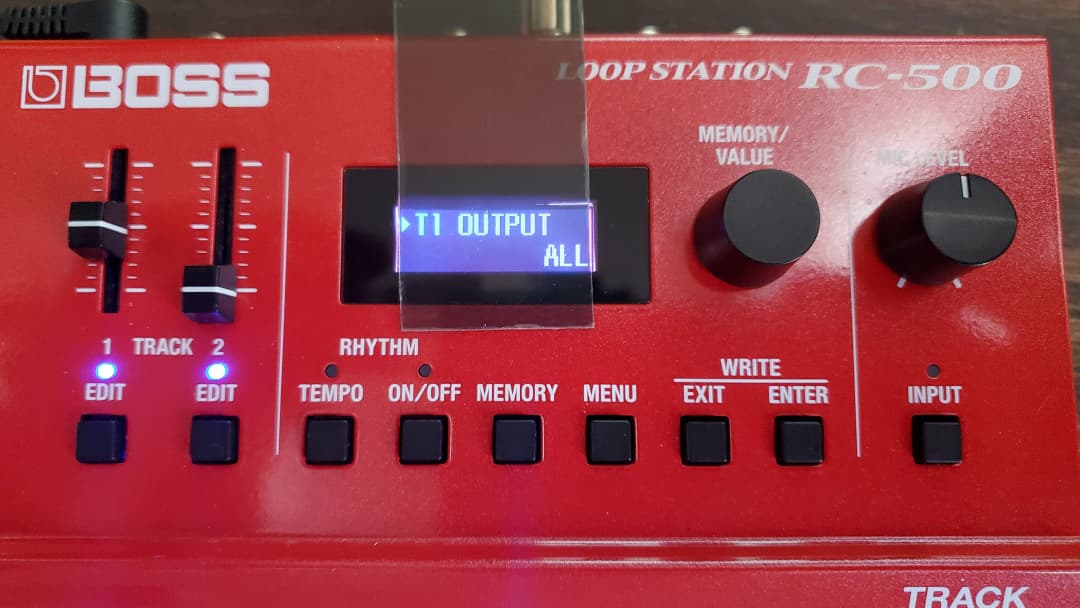 BOSS
LOOP STATION RC-500
MEMORY/
VALUE
MIC LEVEL
▶T1 OUTPUT
ALL
1 TRACK 2
RHYTHM
WRITE
EDIT
EDIT
TEMPO
ON/OFF
MEMORY
MENU
EXIT
ENTER
INPUT
TRACK